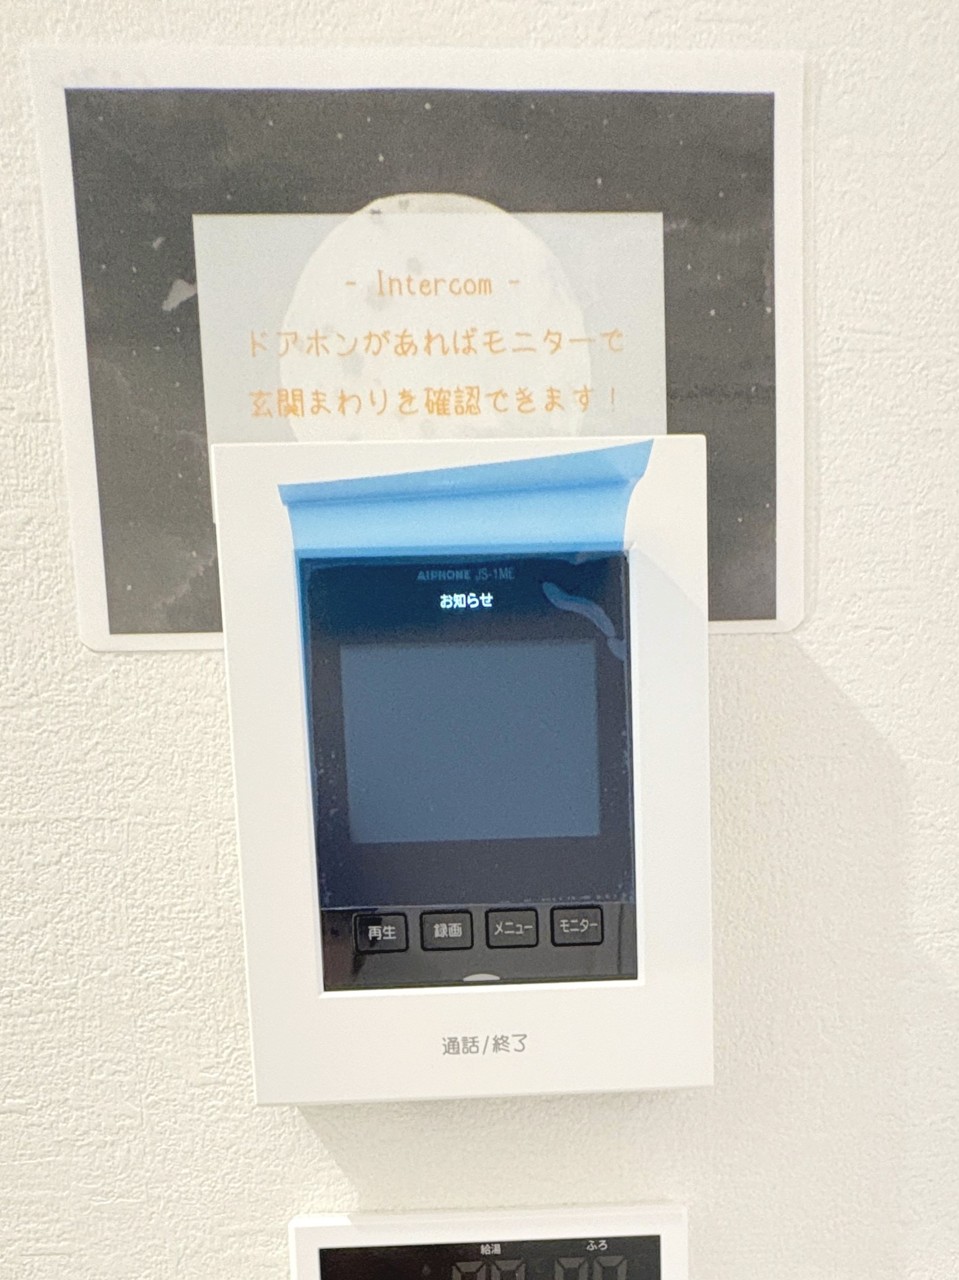 - Intercom -
ドアホンがあればモニターで
玄関まわりを確認できます！
AIPHONE JS-1ME
お知らせ
再生 録画 メニュー モニター
通話/終了
給湯 ふろ